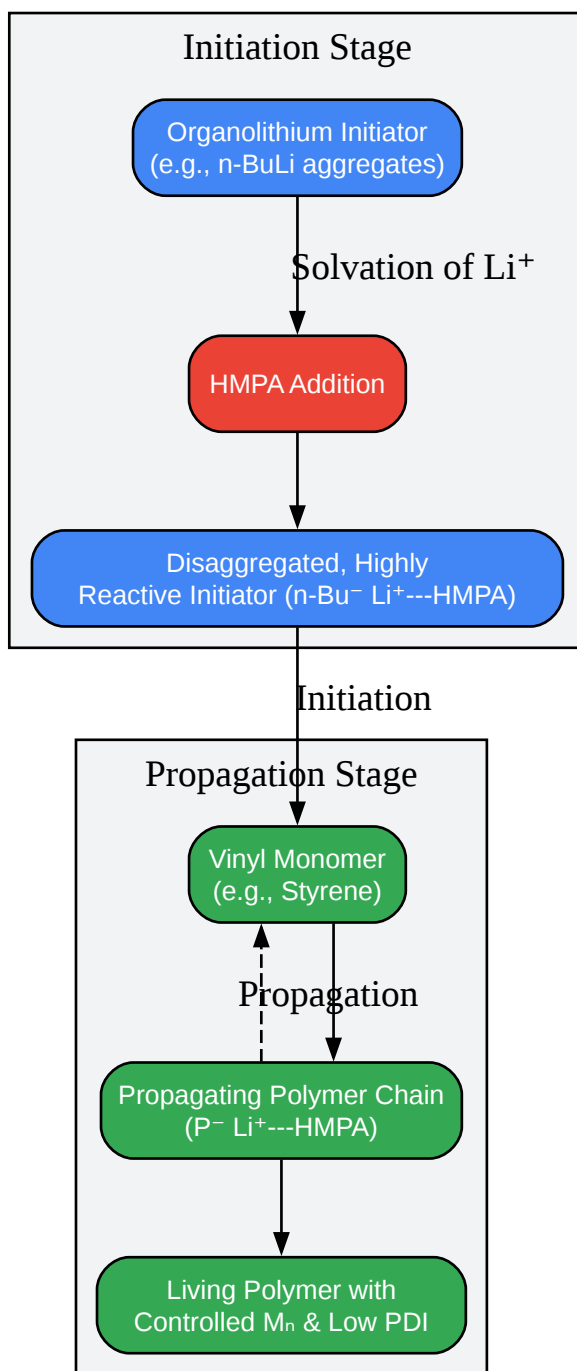 Initiation Stage
Organolithium Initiator
(e.g., n-BuLi aggregates)
Solvation of Li⁺
HMPA Addition
Disaggregated, Highly
Reactive Initiator (n-Bu⁻ Li⁺---HMPA)
Initiation
Propagation Stage
Vinyl Monomer
(e.g., Styrene)
Propagation
Propagating Polymer Chain
(P⁻ Li⁺---HMPA)
Living Polymer with
Controlled Mₙ & Low PDI